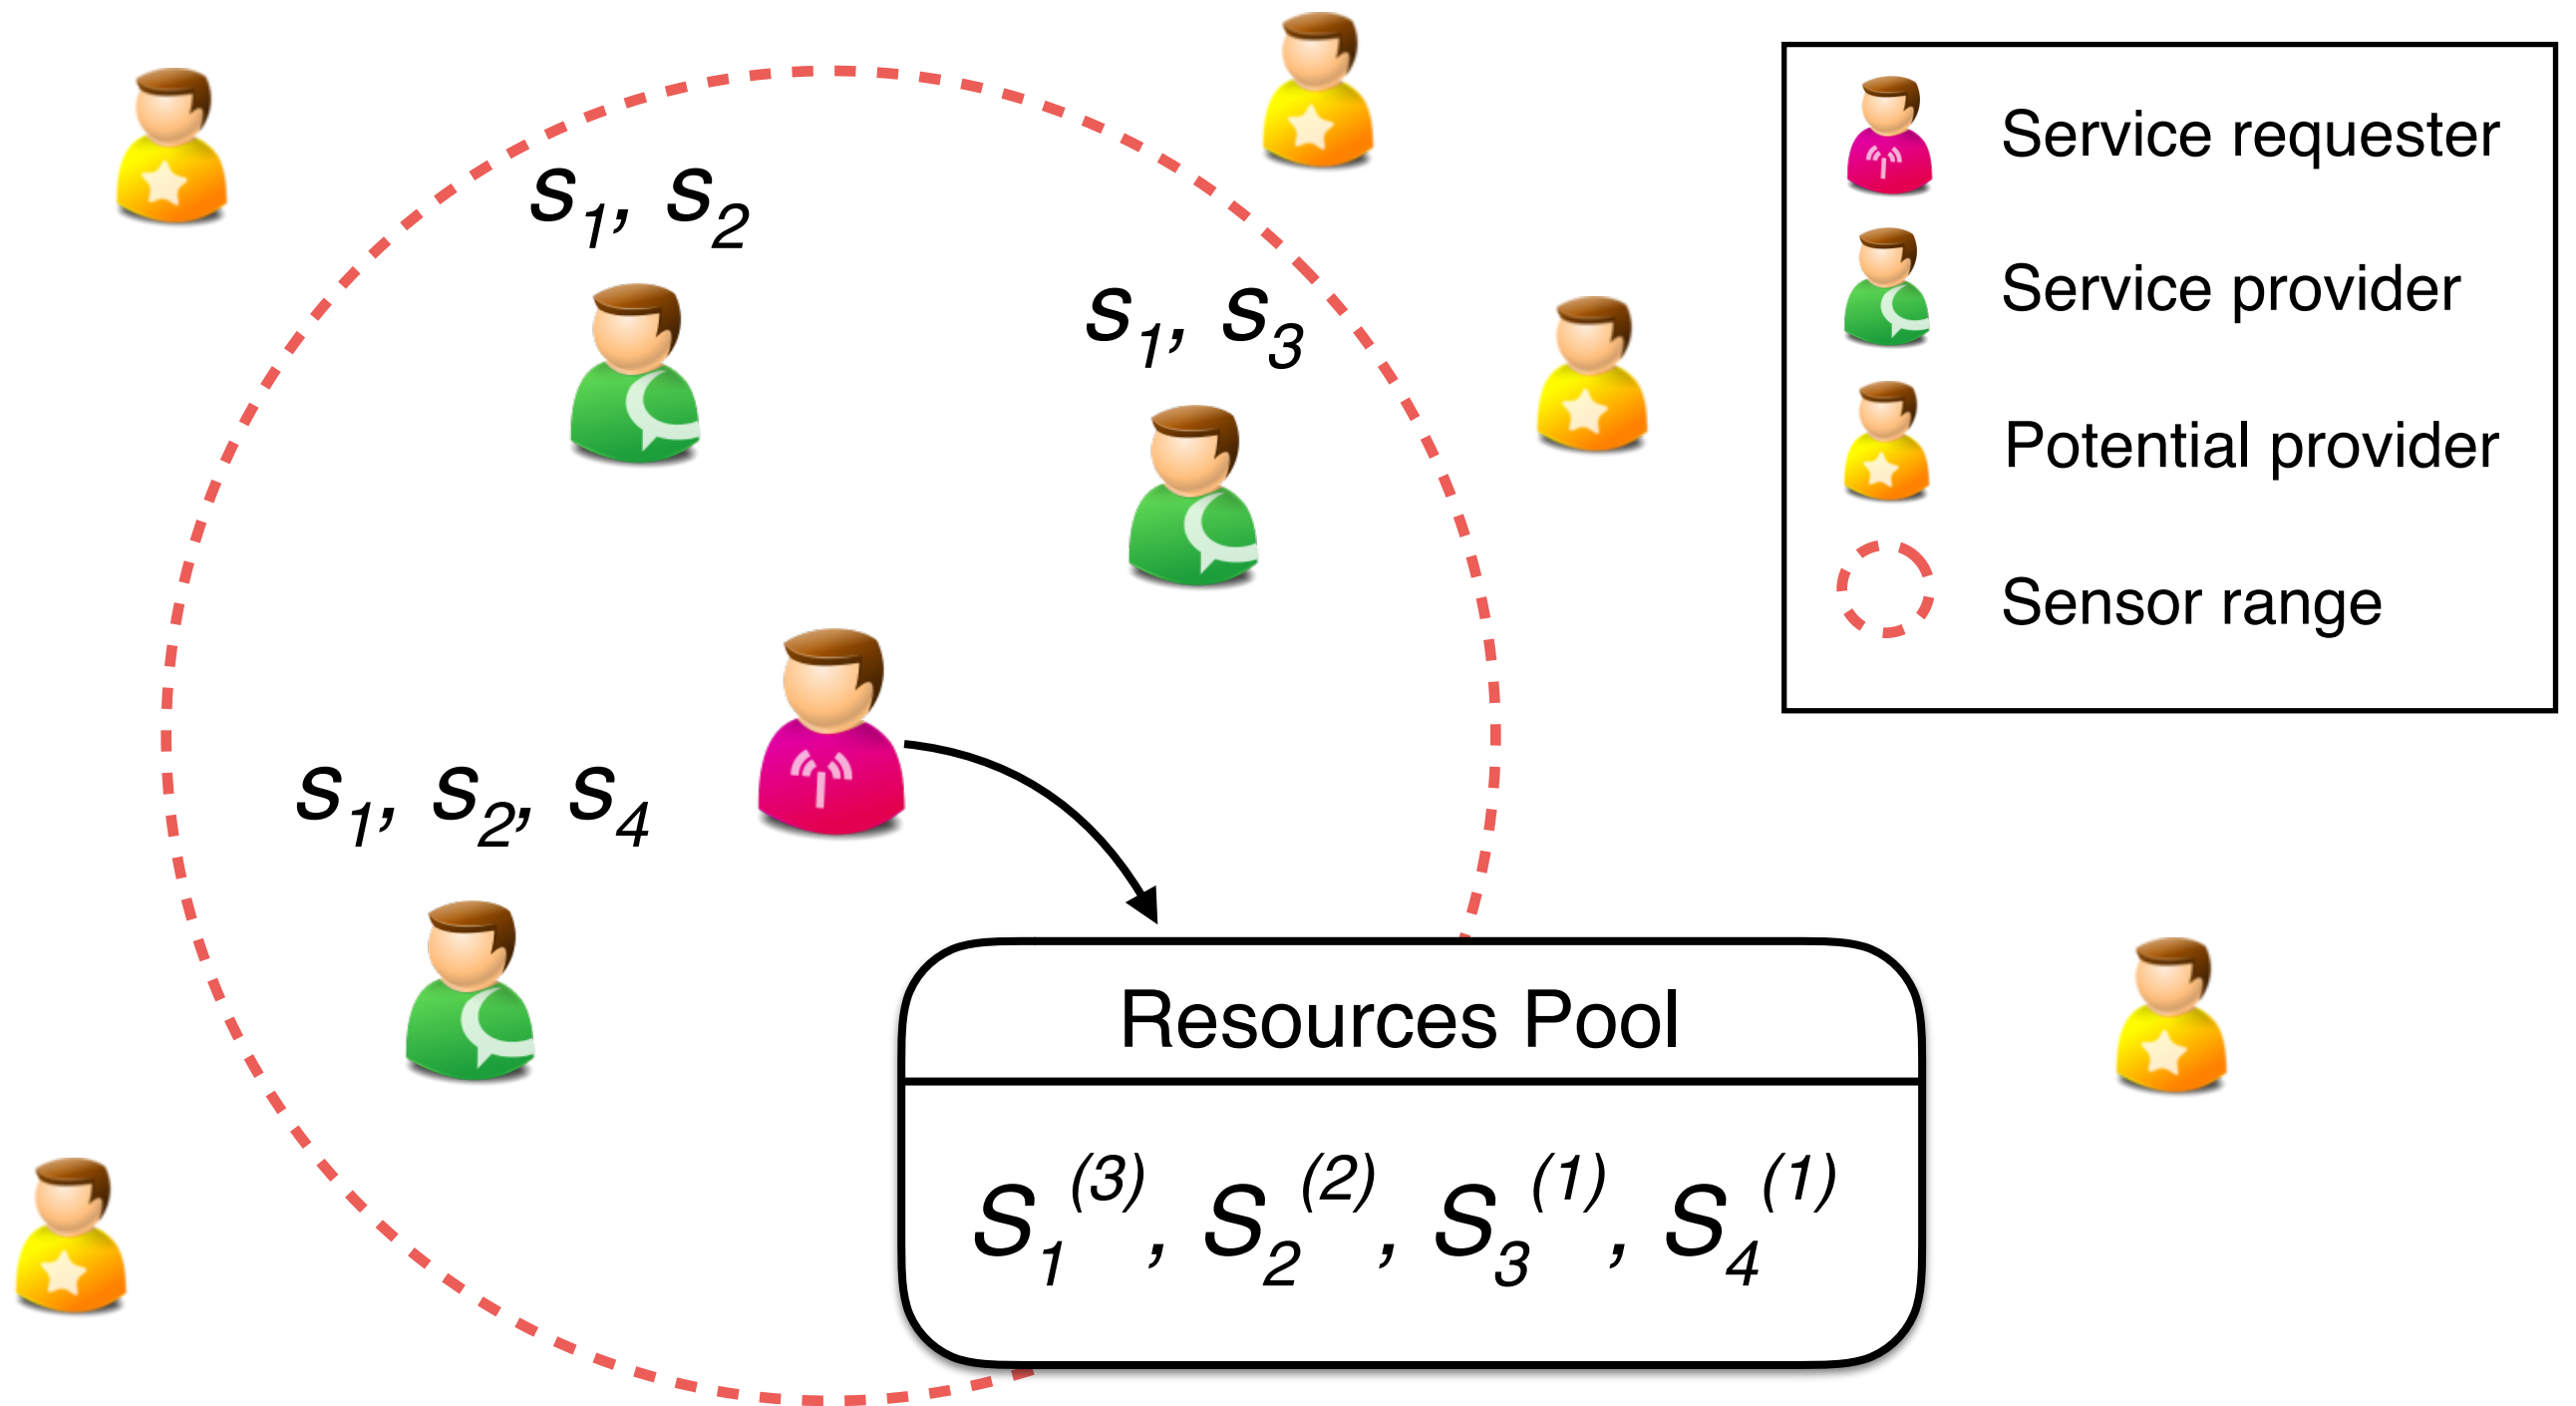 s1, s2
s1, s3
s1, s2, s4
Service requester
Service provider
Potential provider
Sensor range
Resources Pool
S1(3), S2(2), S3(1), S4(1)